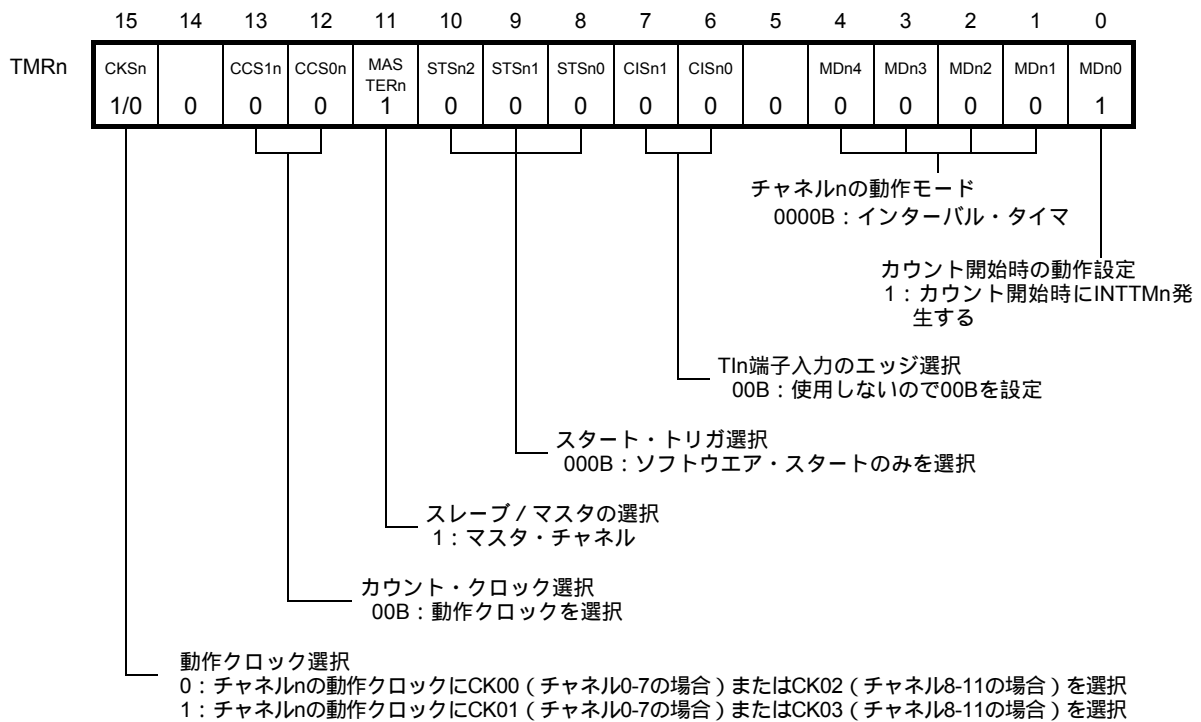 15 14 13 12 11 10 9 8 7 6 5 4 3 2 1 0
TMRn
CKSn CCS1n CCS0n MAS TERn STSn2 STSn1 STSn0 CISn1 CISn0 MDn4 MDn3 MDn2 MDn1 MDn0
1/0 0 0 0 1 0 0 0 0 0 0 0 0 0 0 1
チャネルnの動作モード
0000B：インターバル・タイマ
カウント開始時の動作設定
1：カウント開始時にINTTMn発
生する
TIn端子入力のエッジ選択
00B：使用しないので00Bを設定
スタート・トリガ選択
000B：ソフトウエア・スタートのみを選択
スレーブ／マスタの選択
1：マスタ・チャネル
カウント・クロック選択
00B：動作クロックを選択
動作クロック選択
0：チャネルnの動作クロックにCK00（チャネル0-7の場合）またはCK02（チャネル8-11の場合）を選択
1：チャネルnの動作クロックにCK01（チャネル0-7の場合）またはCK03（チャネル8-11の場合）を選択